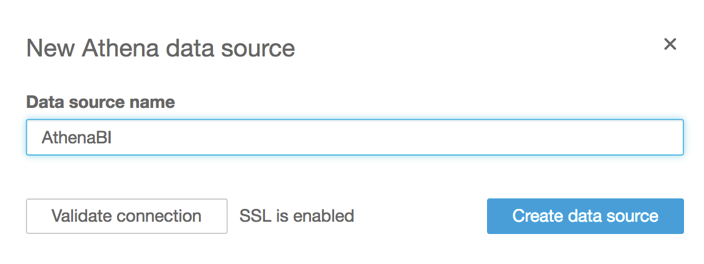 New Athena data source
Data source name
AthenaBI
Validate connection SSL is enabled Create data source